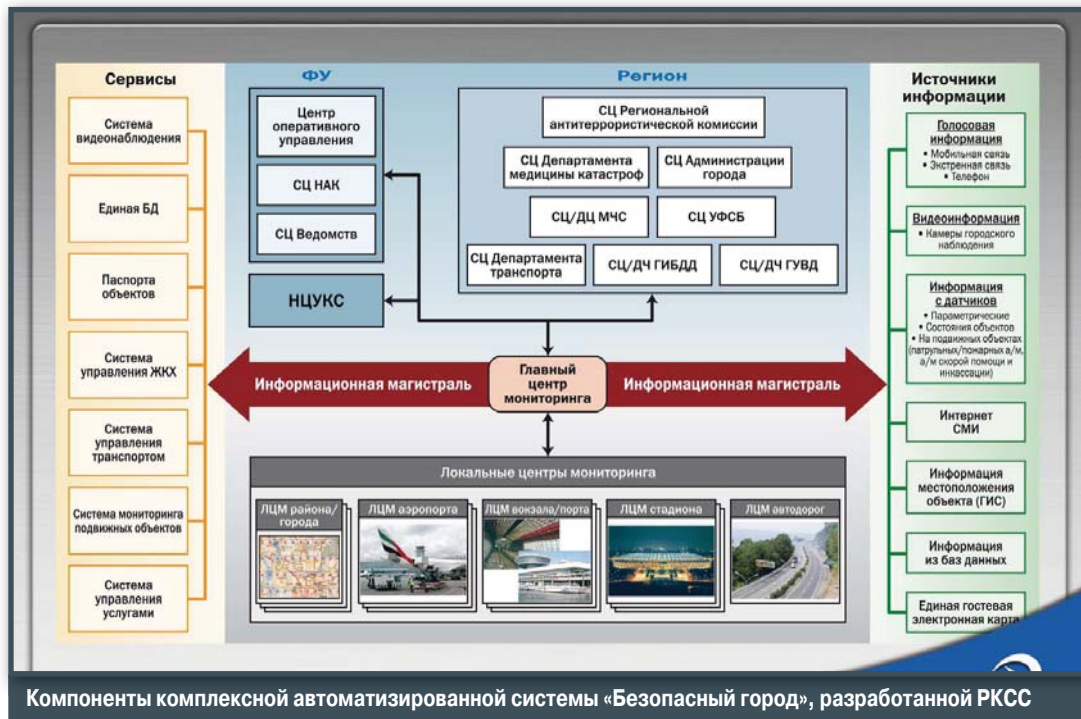 Сервисы
Система
видеонаблюдения
Единая БД
Паспорта
объектов
Система
управления ЖКХ
Система
управления
транспортом
Система мониторинга
подвижных объектов
Система
управления
услугами
ФУ
Центр
оперативного
управления
СЦ НАК
СЦ Ведомств
НЦУКС
Регион
СЦ Региональной
антитеррористической комиссии
СЦ Департамента
медицины катастроф
СЦ Администрации
города
СЦ/ДЦ МЧС
СЦ УФСБ
СЦ Департамента
транспорта
СЦ/ДЧ ГИБДД
СЦ/ДЧ ГУВД
Информационная магистраль
Главный
центр
мониторинга
Информационная магистраль
Локальные центры мониторинга
ЛЦМ района/
города
ЛЦМ аэропорта
ЛЦМ вокзала/порта
ЛЦМ стадиона
ЛЦМ автодорог
Источники
информации
Голосовая
информация
• Мобильная связь
• Экстренная связь
• Телефон
Видеоинформация
• Камеры городского
наблюдения
Информация
с датчиков
• Параметрические
• Состояния объектов
• На подвижных объектах
(патрульных/пожарных а/м,
а/м скорой помощи и
инкассации)
Интернет
СМИ
Информация
местоположения
объекта (ГИС)
Информация
из баз данных
Единая гостевая
электронная карта
Компоненты комплексной автоматизированной системы «Безопасный город», разработанной РКСС